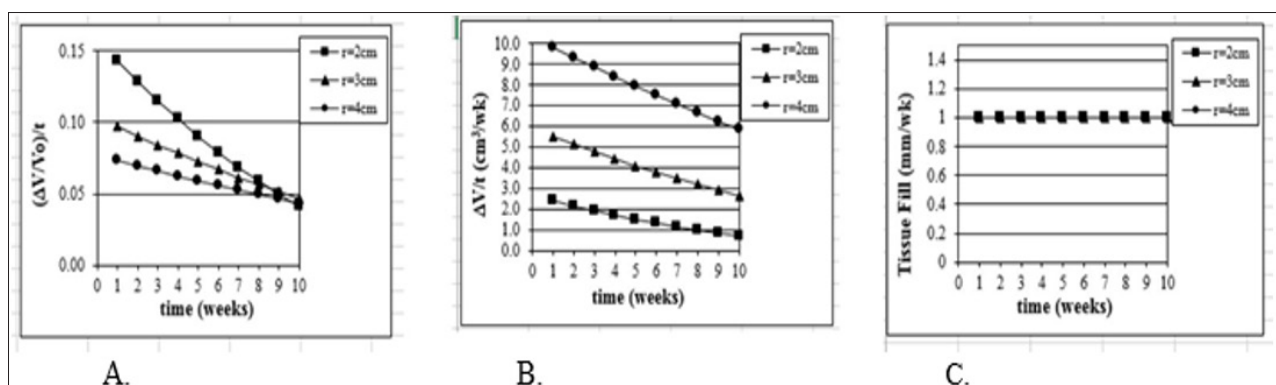 0.15
0.10
0.05
0.00
(ΔV/Vo)/t
0 1 2 3 4 5 6 7 8 9 10
time (weeks)
r=2cm
r=3cm
r=4cm
A.
10.0
9.0
8.0
7.0
6.0
5.0
4.0
3.0
2.0
1.0
0.0
ΔV/t (cm³/wk)
0 1 2 3 4 5 6 7 8 9 10
time (weeks)
r=2cm
r=3cm
r=4cm
B.
1.4
1.2
1
0.8
0.6
0.4
0.2
0
Tissue Fill (mm/wk)
0 1 2 3 4 5 6 7 8 9 10
time (weeks)
r=2cm
r=3cm
r=4cm
C.